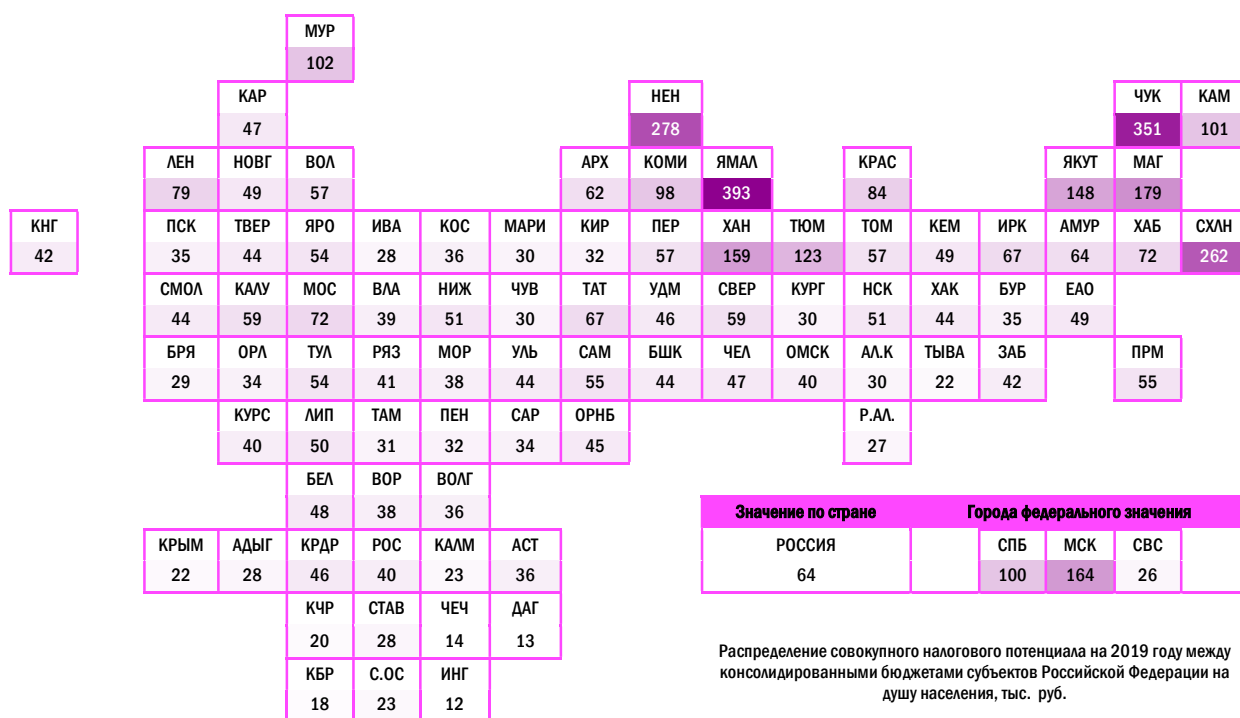 МУР
102
КАР НЕН ЧУК КАМ
47 278 351 101
ЛЕН НОВГ ВОЛ АРХ КОМИ ЯМАЛ КРАС ЯКУТ МАГ
79 49 57 62 98 393 84 148 179
КНГ ПСК ТВЕР ЯРО ИВА КОС МАРИ КИР ПЕР ХАН ТЮМ ТОМ КЕМ ИРК АМУР ХАБ СХЛН
42 35 44 54 28 36 30 32 57 159 123 57 49 67 64 72 262
СМОЛ КАЛУ МОС ВЛА НИЖ ЧУВ ТАТ УДМ СВЕР КУРГ НСК ХАК БУР ЕАО
44 59 72 39 51 30 67 46 59 30 51 44 35 49
БРЯ ОРЛ ТУЛ РЯЗ МОР УЛЬ САМ БШК ЧЕЛ ОМСК АЛ.К ТЫВА ЗАБ ПРМ
29 34 54 41 38 44 55 44 47 40 30 22 42 55
КУРС ЛИП ТАМ ПЕН САР ОРНБ Р.АЛ.
40 50 31 32 34 45 27
БЕЛ ВОР ВОЛГ
48 38 36
Значение по стране Города федерального значения
КРЫМ АДЫГ КРДР РОС КАЛМ АСТ РОССИЯ СПБ МСК СВС
22 28 46 40 23 36 64 100 164 26
КЧР СТАВ ЧЕЧ ДАГ
20 28 14 13
КБР С.ОС ИНГ
18 23 12
Распределение совокупного налогового потенциала на 2019 году между
консолидированными бюджетами субъектов Российской Федерации на
душу населения, тыс. руб.